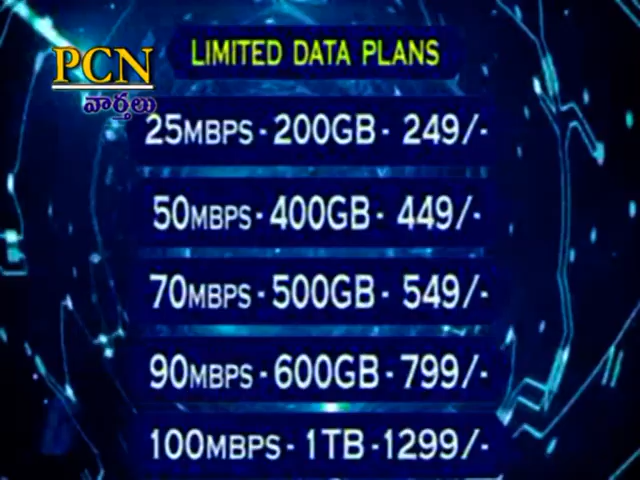 LIMITED DATA PLANS
PCN
వార్తలు
25MBPS - 200GB - 249/-
50MBPS - 400GB - 449/-
70MBPS - 500GB - 549/-
90MBPS - 600GB - 799/-
100MBPS - 1TB -1299/-